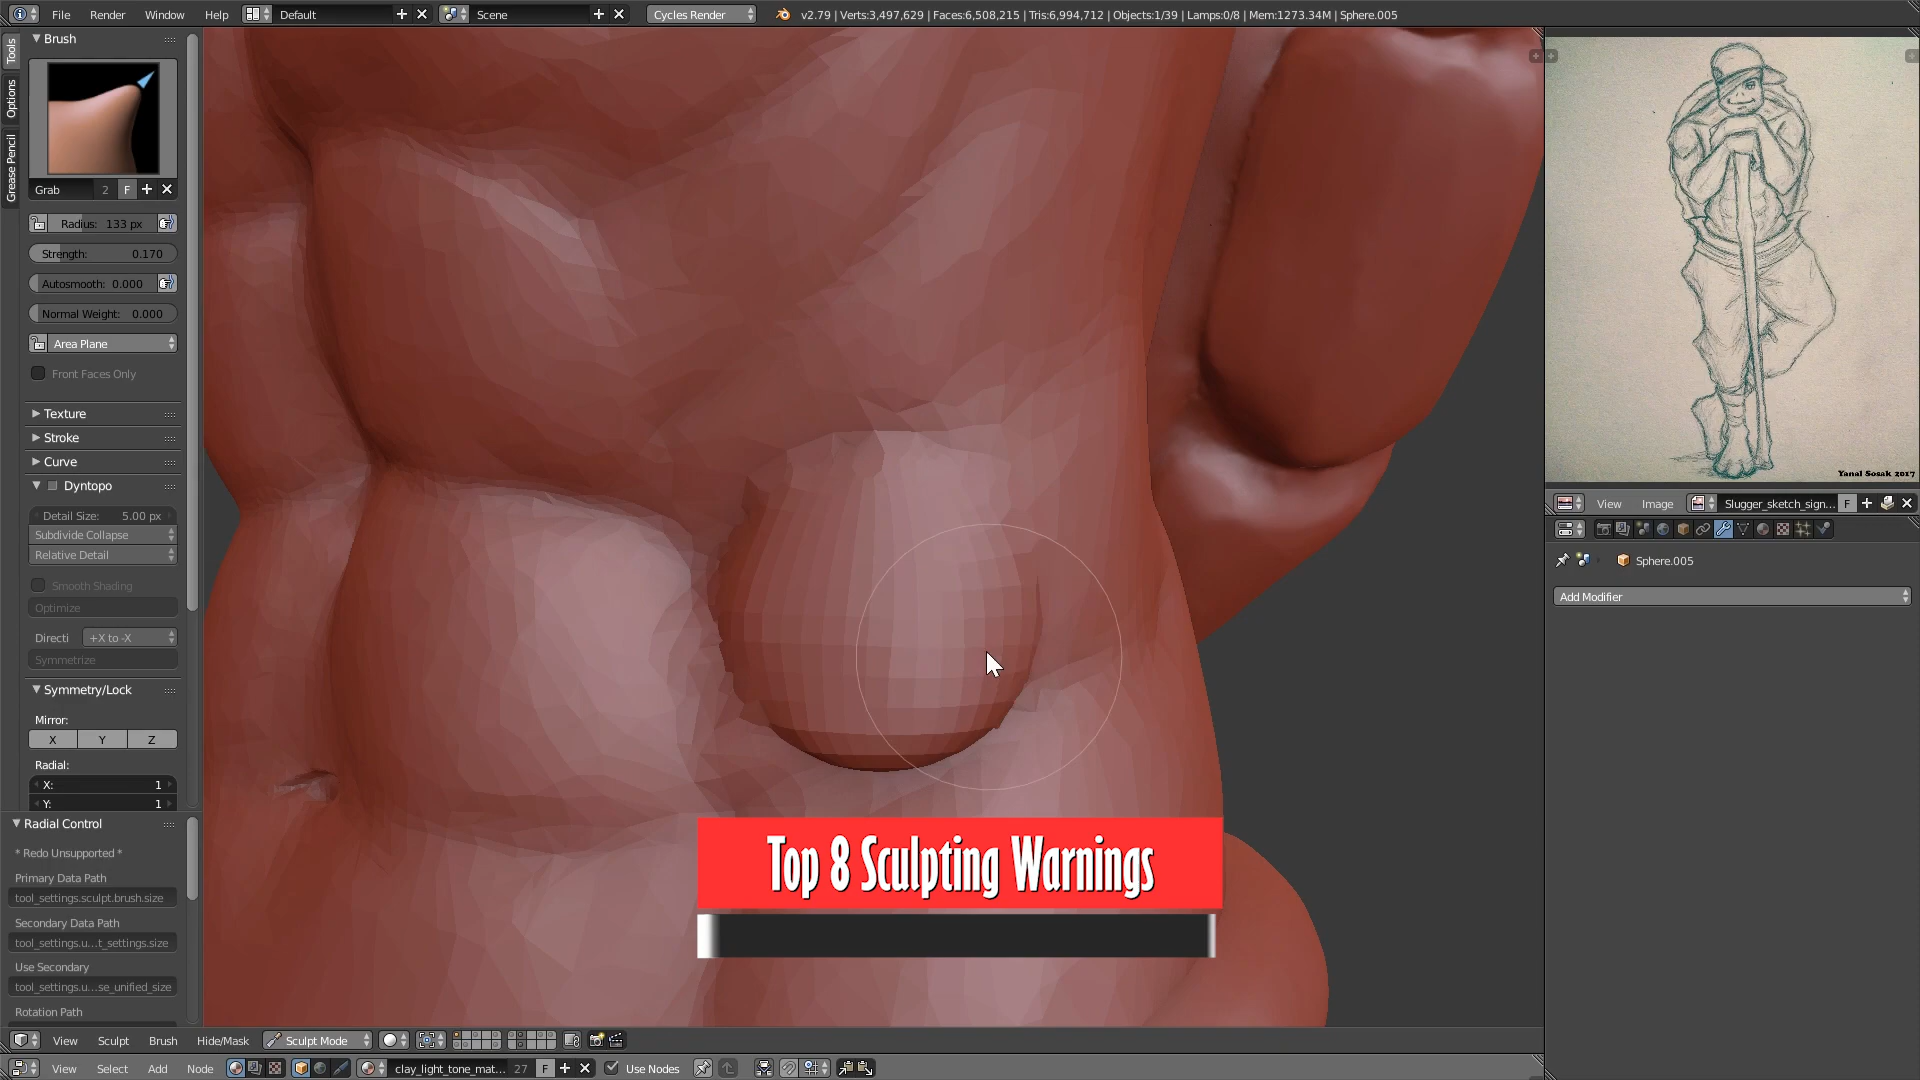 File Render Window Help Default Scene Cycles Render v2.79 | Verts:3,497,629 | Faces:6,508,215 | Tris:6,994,712 | Objects:1/39 | Lamps:0/8 | Mem:1273.34M | Sphere.005
Tools
Options
Grease Pencil
Brush
Grab 2 F
Radius: 133 px
Strength: 0.170
Autosmooth: 0.000
Normal Weight: 0.000
Area Plane
Front Faces Only
Texture
Stroke
Curve
Dyntopo
Detail Size: 5.00 px
Subdivide Collapse
Relative Detail
Smooth Shading
Optimize
Directi +X to -X
Symmetrize
Symmetry/Lock
Mirror:
X Y Z
Radial:
X: 1
Y: 1
Radial Control
* Redo Unsupported *
Primary Data Path
tool_settings.sculpt.brush.size
Secondary Data Path
tool_settings.u...t_settings.size
Use Secondary
tool_settings.u...se_unified_size
Rotation Path
Top 8 Sculpting Warnings
View Sculpt Brush Hide/Mask Sculpt Mode
View Select Add Node clay_light_tone_mat... 27 F Use Nodes
Yanal Sosak 2017
View Image Slugger_sketch_sign... F
Sphere.005
Add Modifier